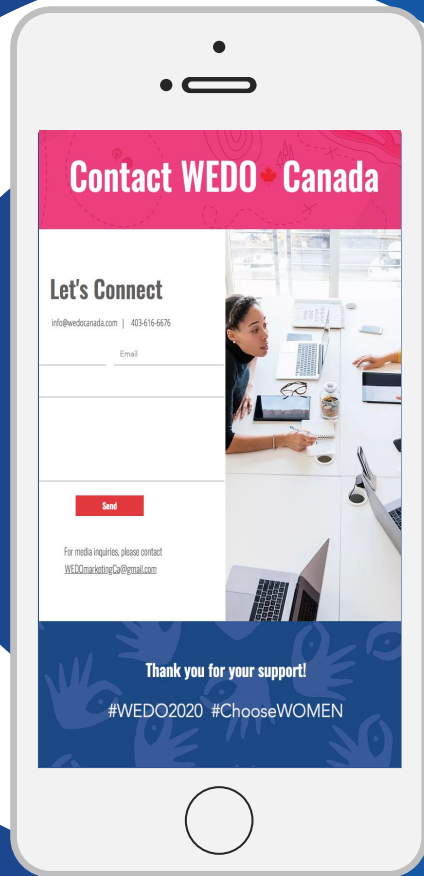 Contact WEDO Canada
Let's Connect
info@wedocanada.com | 403-616-6676
Email
Send
For media inquiries, please contact
WEDOmarketingCa@gmail.com
Thank you for your support!
#WEDO2020 #ChooseWOMEN